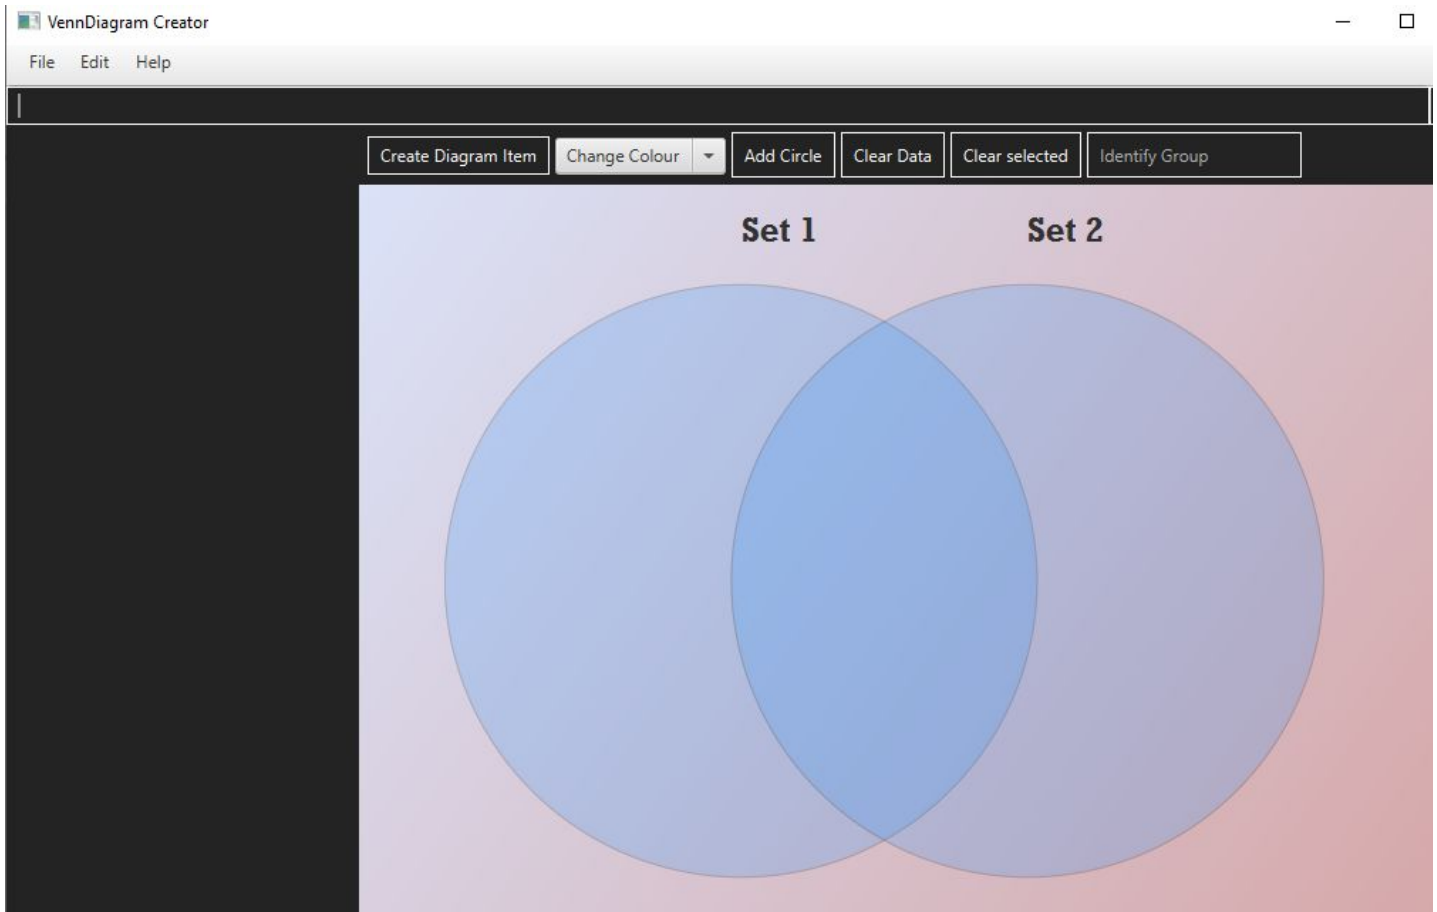 VennDiagram Creator
File Edit Help
Create Diagram Item Change Colour Add Circle Clear Data Clear selected Identify Group
Set 1 Set 2